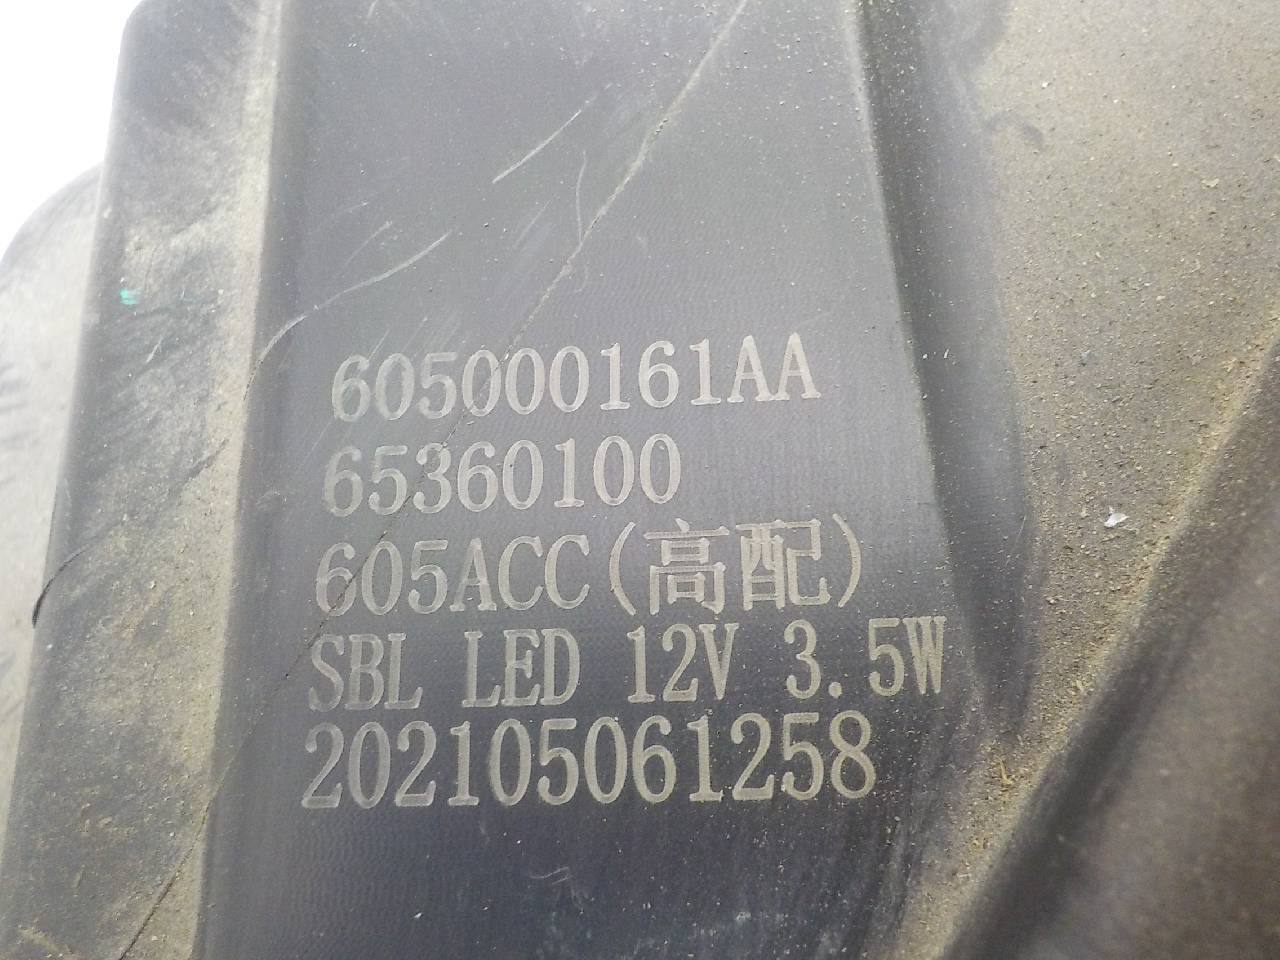 605000161AA
65360100
605ACC(高配)
SBL LED 12V 3.5W
202105061258